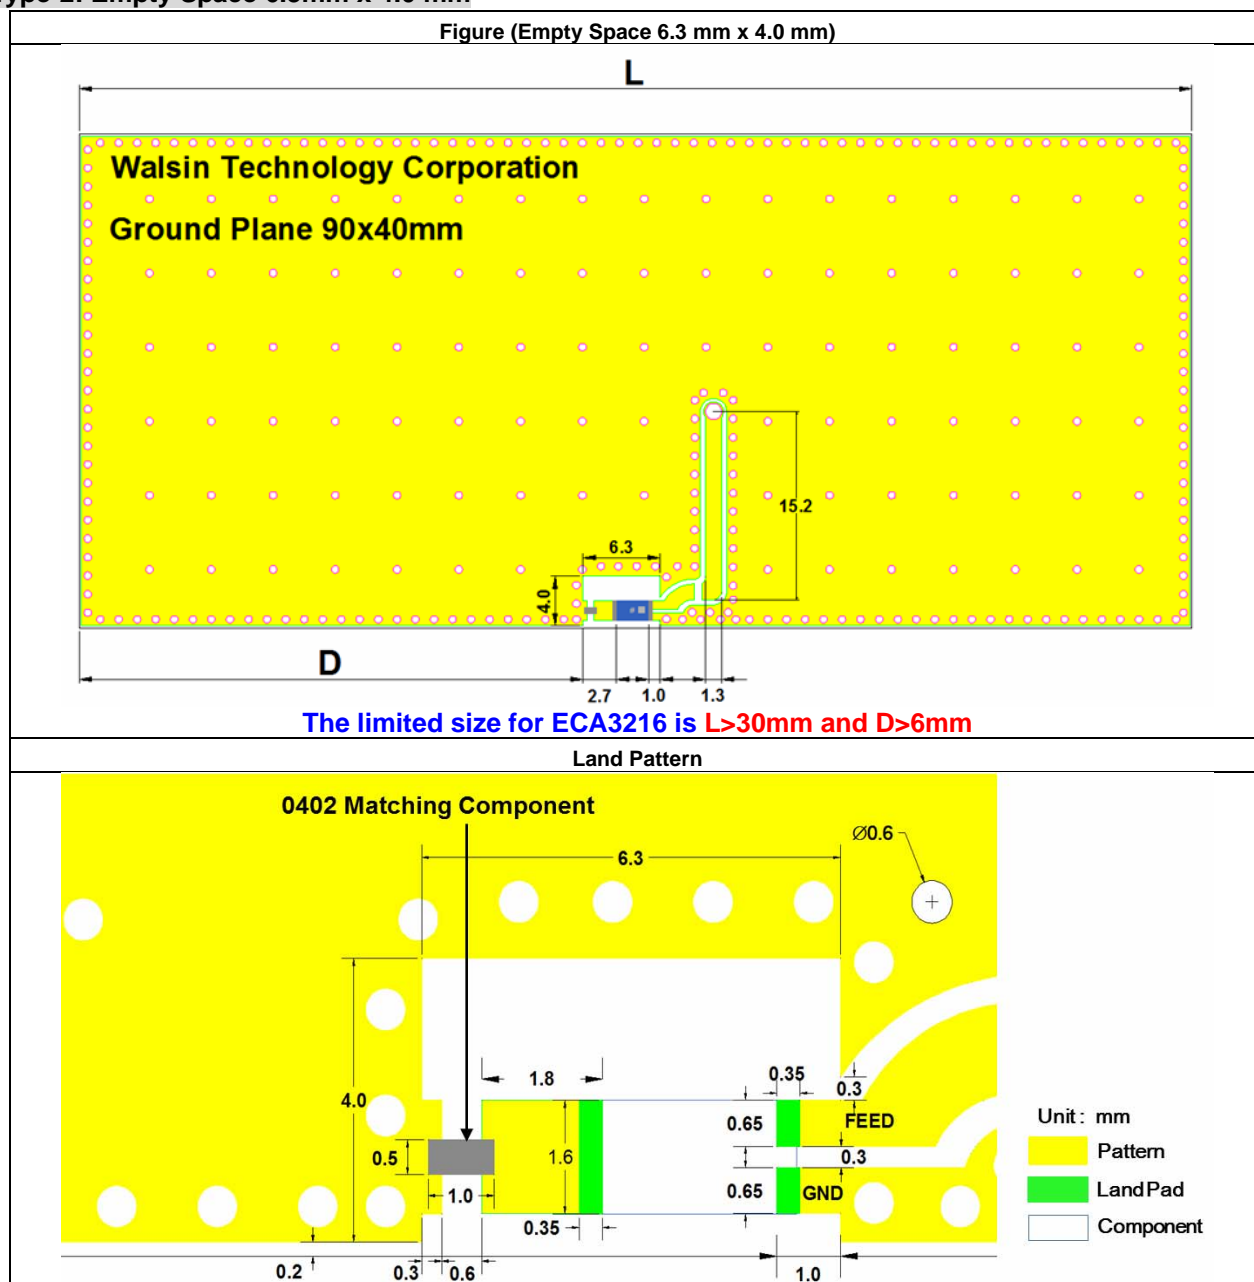 Figure (Empty Space 6.3 mm x 4.0 mm)
L
Walsin Technology Corporation
Ground Plane 90x40mm
15.2
6.3
4.0
D
2.7 1.0 1.3
The limited size for ECA3216 is L>30mm and D>6mm
Land Pattern
0402 Matching Component
Ø0.6
6.3
1.8
0.35
0.3
4.0
0.65
FEED
Unit : mm
0.5
1.6
0.3
Pattern
1.0
0.65
GND
Land Pad
0.35
Component
0.2
0.3 0.6
1.0